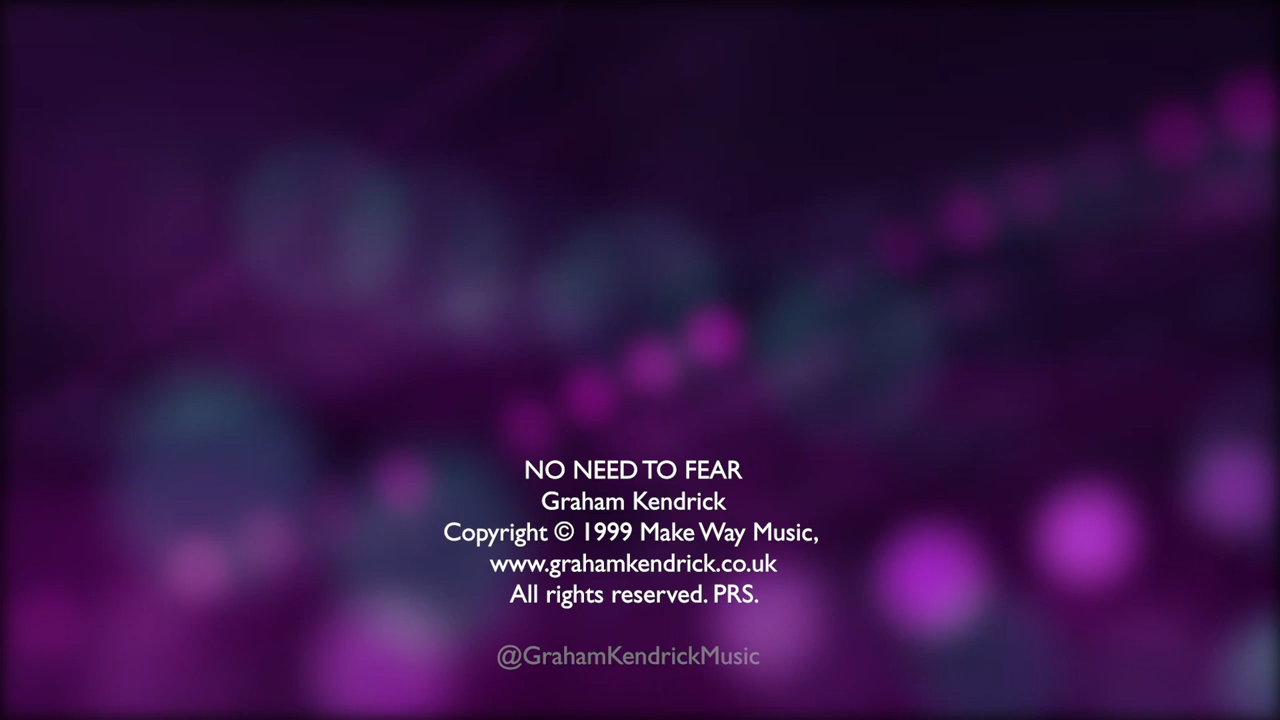 NO NEED TO FEAR
Graham Kendrick
Copyright © 1999 Make Way Music,
www.grahamkendrick.co.uk
All rights reserved. PRS.
@GrahamKendrickMusic